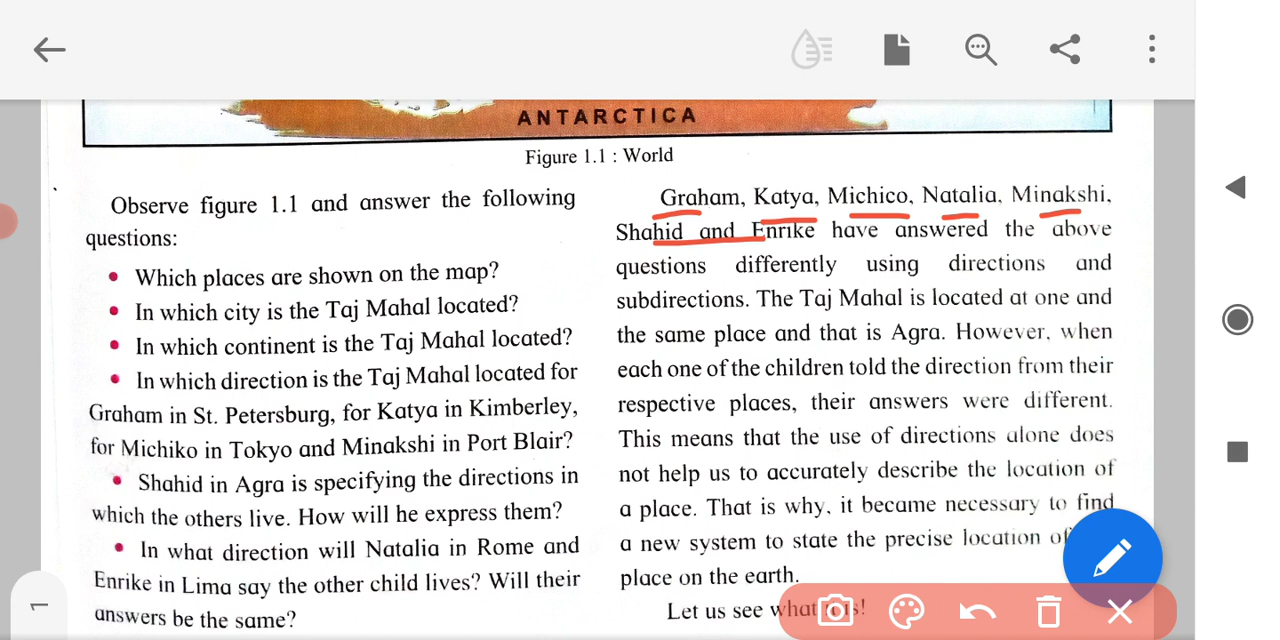 ANTARCTICA
Figure 1.1 : World
Observe figure 1.1 and answer the following
questions:
• Which places are shown on the map?
• In which city is the Taj Mahal located?
• In which continent is the Taj Mahal located?
• In which direction is the Taj Mahal located for
Graham in St. Petersburg, for Katya in Kimberley,
for Michiko in Tokyo and Minakshi in Port Blair?
• Shahid in Agra is specifying the directions in
which the others live. How will he express them?
• In what direction will Natalia in Rome and
Enrike in Lima say the other child lives? Will their
answers be the same?
Graham, Katya, Michico, Natalia, Minakshi,
Shahid and Enrike have answered the above
questions differently using directions and
subdirections. The Taj Mahal is located at one and
the same place and that is Agra. However, when
each one of the children told the direction from their
respective places, their answers were different.
This means that the use of directions alone does
not help us to accurately describe the location of
a place. That is why, it became necessary to find
a new system to state the precise location
place on the earth.
Let us see what it is!
1